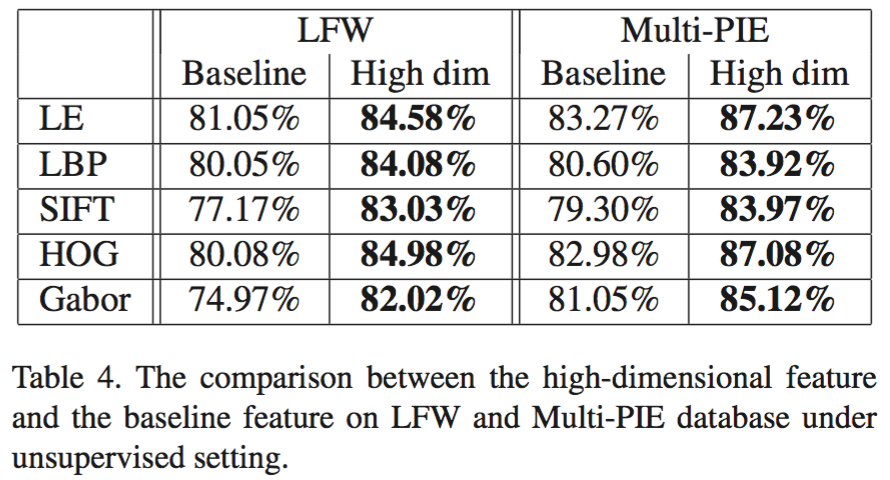 LFW Multi-PIE
Baseline High dim Baseline High dim
LE 81.05% 84.58% 83.27% 87.23%
LBP 80.05% 84.08% 80.60% 83.92%
SIFT 77.17% 83.03% 79.30% 83.97%
HOG 80.08% 84.98% 82.98% 87.08%
Gabor 74.97% 82.02% 81.05% 85.12%
Table 4. The comparison between the high-dimensional feature
and the baseline feature on LFW and Multi-PIE database under
unsupervised setting.